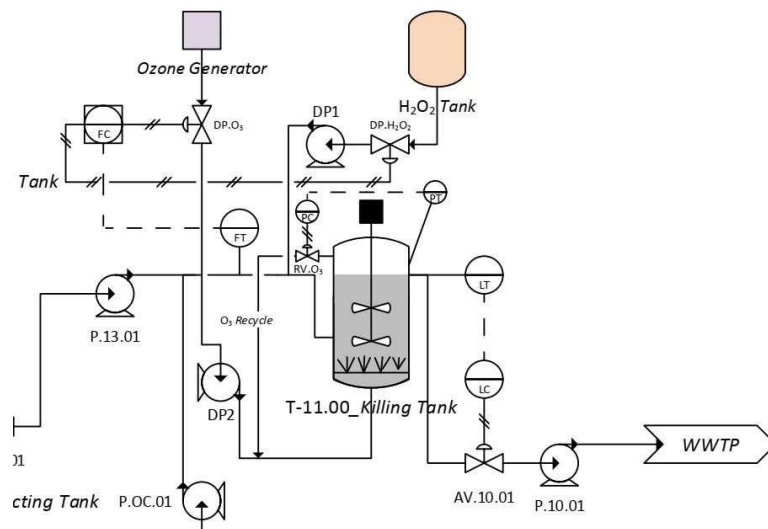 Ozone Generator
H₂O₂ Tank
DP1
DP.H₂O₂
DP.O₃
FC
Tank
PC
PT
FT
RV.O₃
LT
P.13.01
O₃ Recycle
LC
DP2
T-11.00_Killing Tank
WWTP
01
cting Tank
P.OC.01
AV.10.01
P.10.01